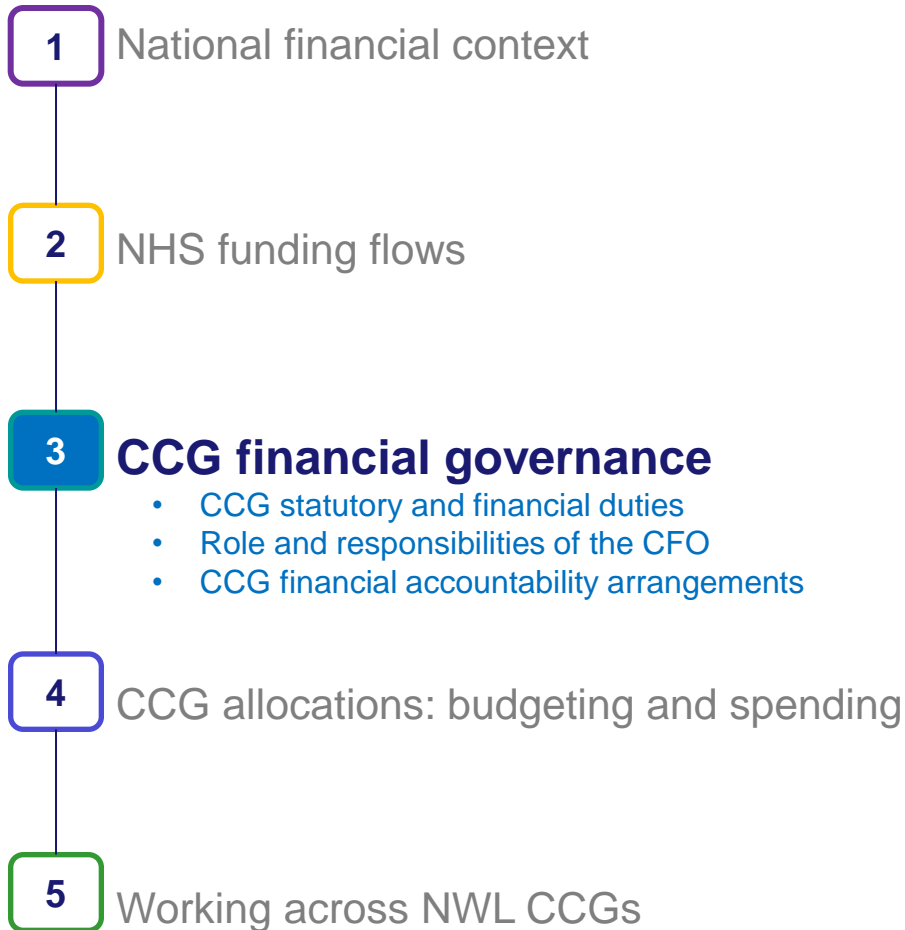 1 National financial context
2 NHS funding flows
3 CCG financial governance
• CCG statutory and financial duties
• Role and responsibilities of the CFO
• CCG financial accountability arrangements
4 CCG allocations: budgeting and spending
5 Working across NWL CCGs